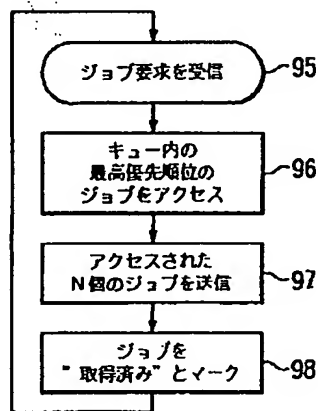 ジョブ要求を受信
95
キュー内の
最高優先順位の
ジョブをアクセス
96
アクセスされた
N個のジョブを送信
97
ジョブを
"取得済み"とマーク
98